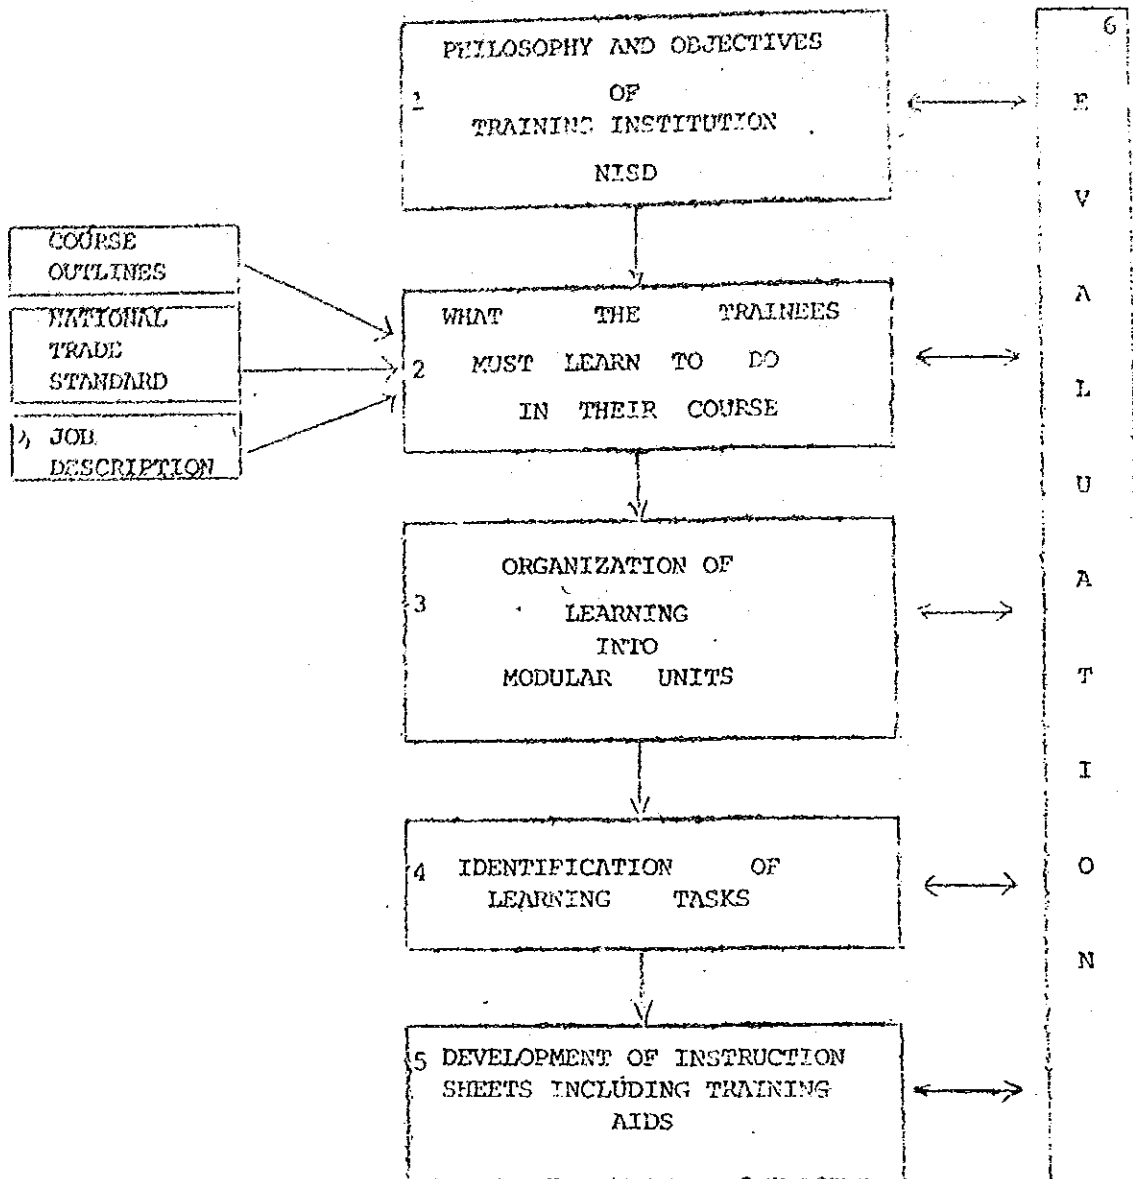 PHILOSOPHY AND OBJECTIVES
1 OF
TRAINING INSTITUTION
NISD
COURSE
OUTLINES
NATIONAL
TRADE
STANDARD
JOB
DESCRIPTION
WHAT THE TRAINEES
2 MUST LEARN TO DO
IN THEIR COURSE
ORGANIZATION OF
3 LEARNING
INTO
MODULAR UNITS
4 IDENTIFICATION OF
LEARNING TASKS
5 DEVELOPMENT OF INSTRUCTION
SHEETS INCLUDING TRAINING
AIDS
6
E
V
A
L
U
A
T
I
O
N